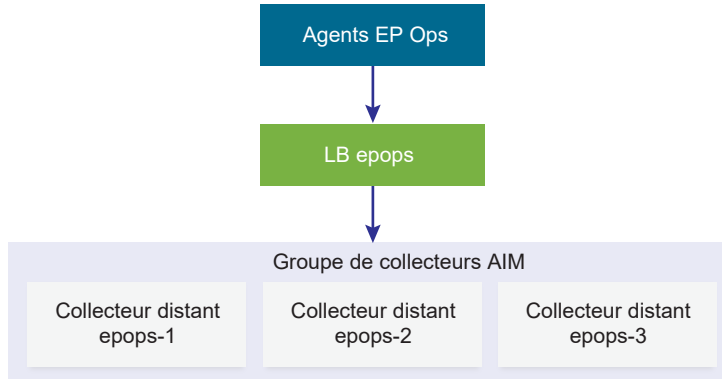 Agents EP Ops
LB epops
Groupe de collecteurs AIM
Collecteur distant
epops-1
Collecteur distant
epops-2
Collecteur distant
epops-3